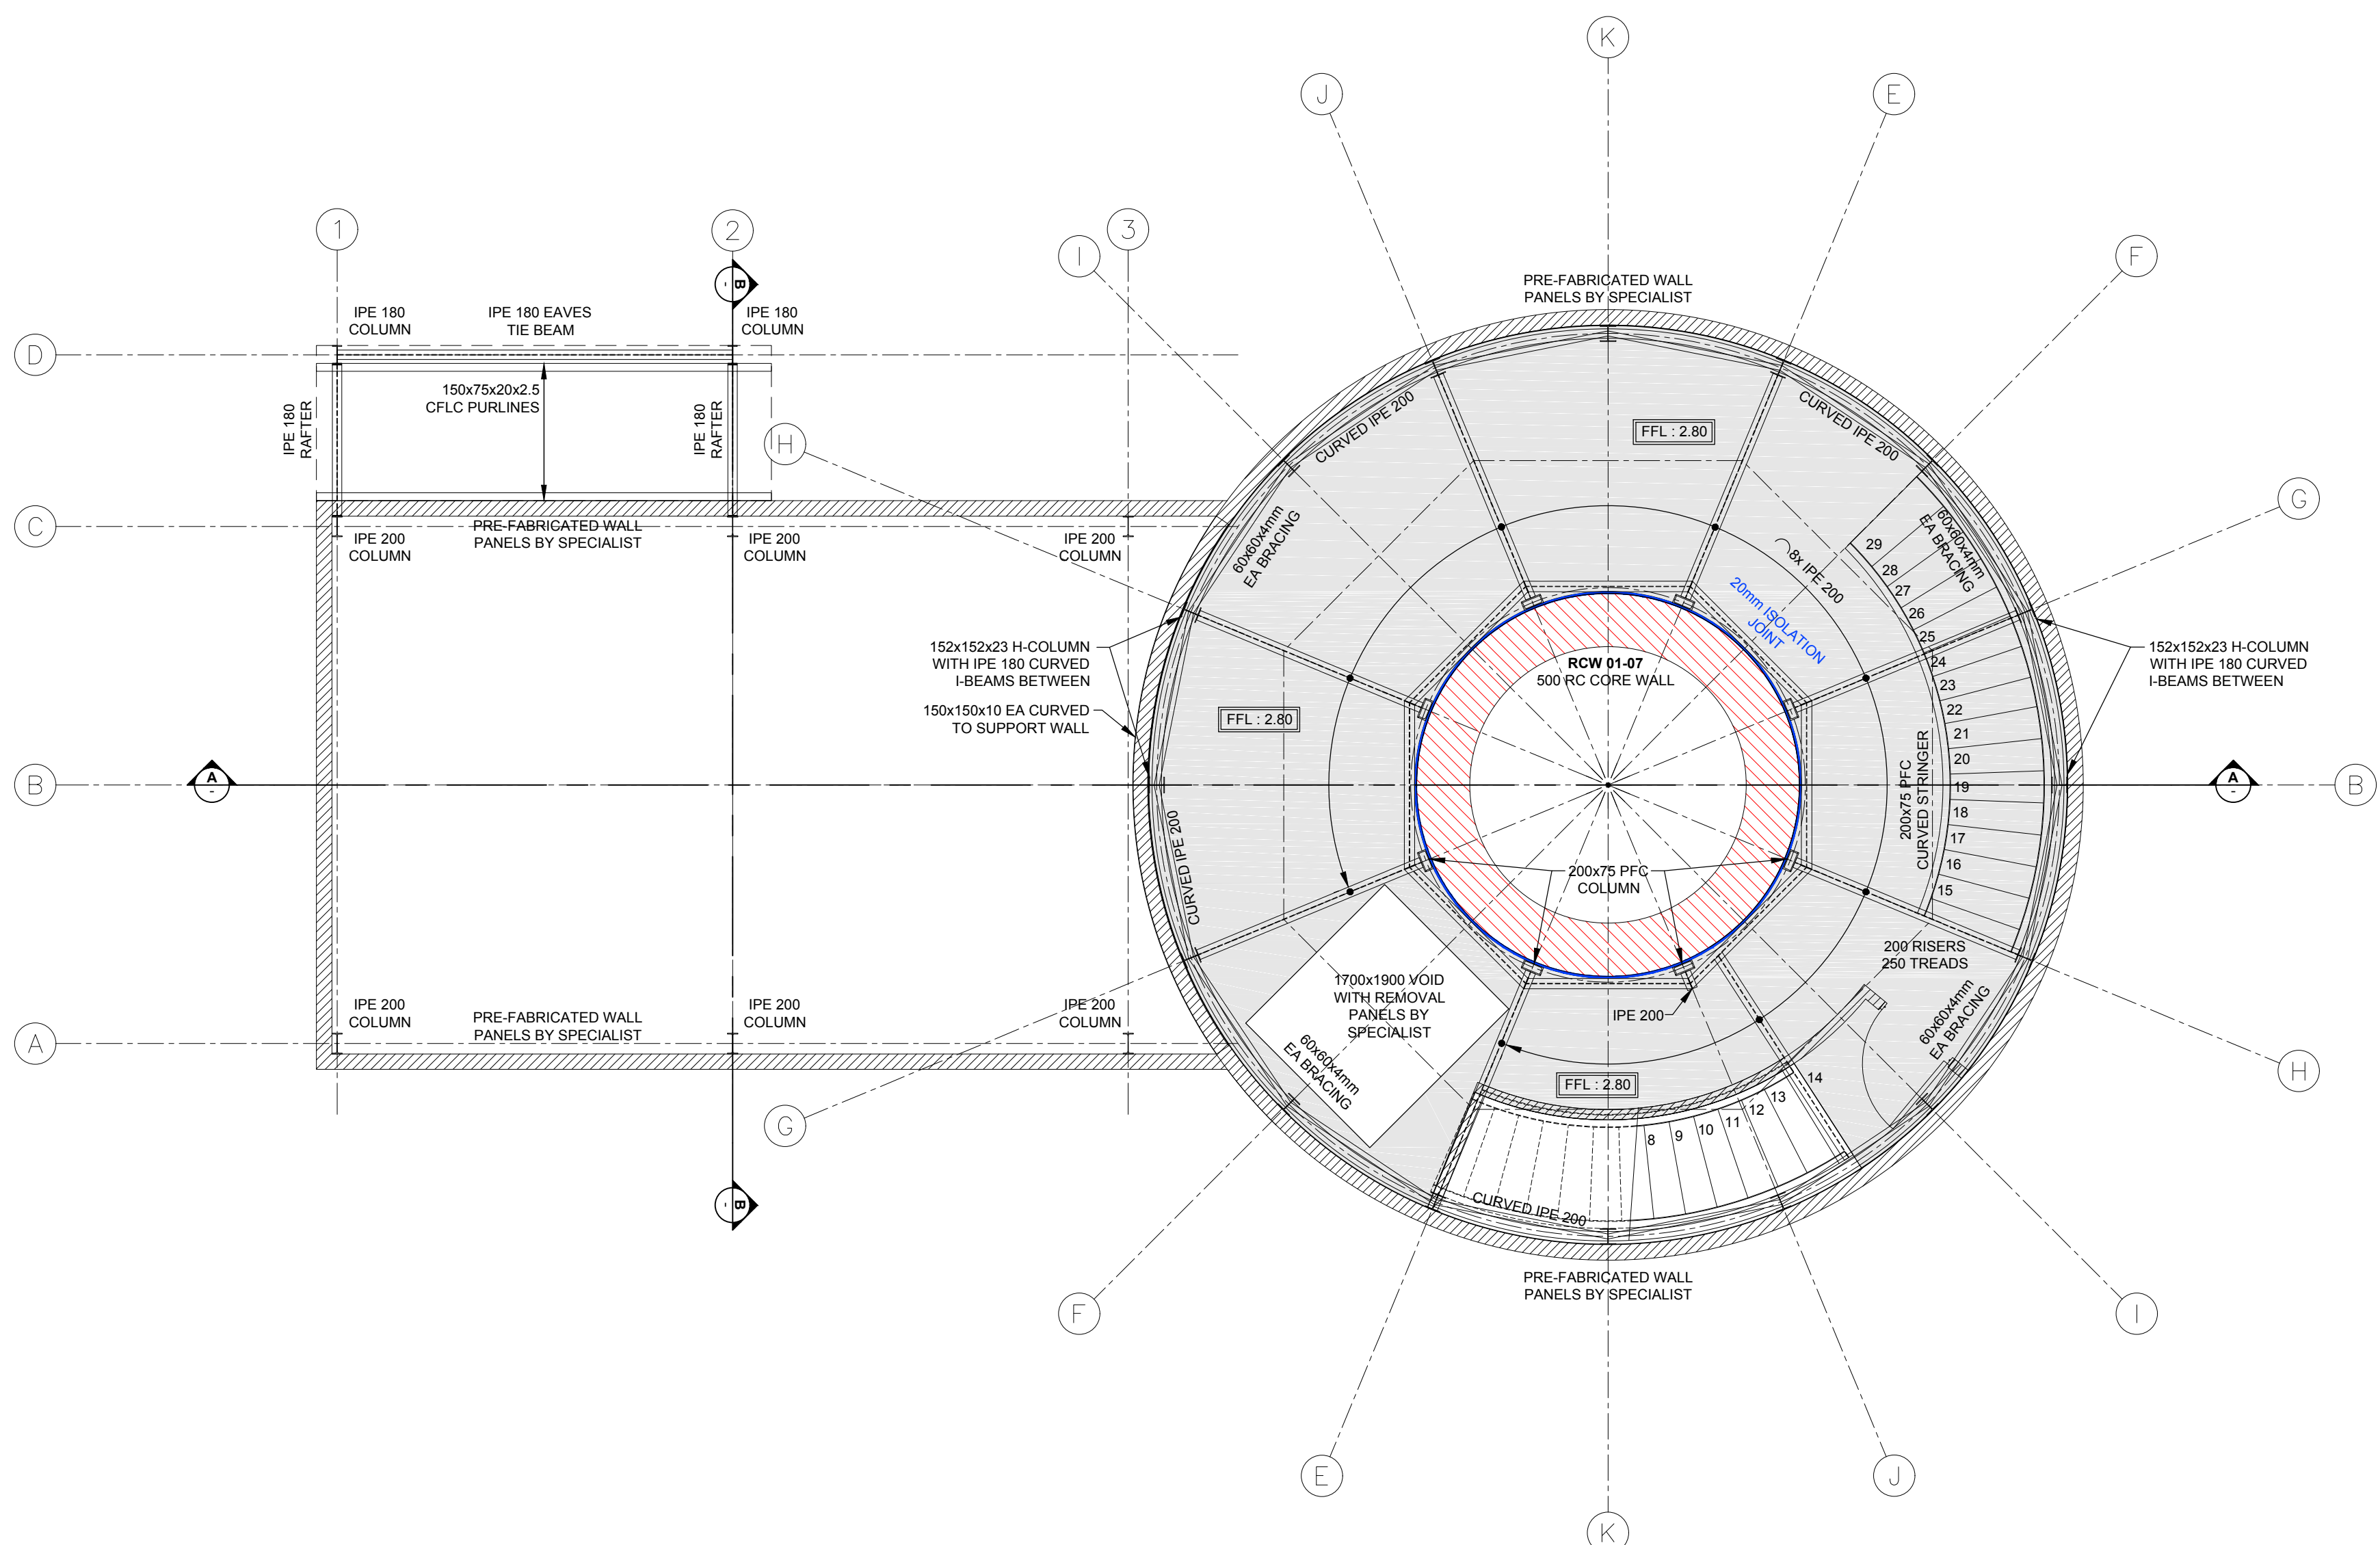 K
J
E
1
2
3
I
F
B
-
PRE-FABRICATED WALL
PANELS BY SPECIALIST
IPE 180
COLUMN
IPE 180 EAVES
TIE BEAM
IPE 180
COLUMN
D
150x75x20x2.5
CFLC PURLINES
IPE 180
RAFTER
IPE 180
RAFTER
H
CURVED IPE 200
CURVED IPE 200
FFL : 2.80
G
C
PRE-FABRICATED WALL
PANELS BY SPECIALIST
IPE 200
COLUMN
IPE 200
COLUMN
IPE 200
COLUMN
60x60x4mm
EA BRACING
60x60x4mm
EA BRACING
8x IPE 200
20mm ISOLATION
JOINT
29
28
27
26
25
24
23
22
21
20
19
18
17
16
15
152x152x23 H-COLUMN
WITH IPE 180 CURVED
I-BEAMS BETWEEN
150x150x10 EA CURVED
TO SUPPORT WALL
RCW 01-07
500 RC CORE WALL
152x152x23 H-COLUMN
WITH IPE 180 CURVED
I-BEAMS BETWEEN
FFL : 2.80
B
A
-
200x75 PFC
CURVED STRINGER
A
-
B
CURVED IPE 200
200x75 PFC
COLUMN
200 RISERS
250 TREADS
1700x1900 VOID
WITH REMOVAL
PANELS BY
SPECIALIST
IPE 200
IPE 200
COLUMN
PRE-FABRICATED WALL
PANELS BY SPECIALIST
IPE 200
COLUMN
IPE 200
COLUMN
A
60x60x4mm
EA BRACING
60x60x4mm
EA BRACING
FFL : 2.80
H
14
13
12
11
10
9
8
G
B
-
CURVED IPE 200
PRE-FABRICATED WALL
PANELS BY SPECIALIST
F
I
E
J
K